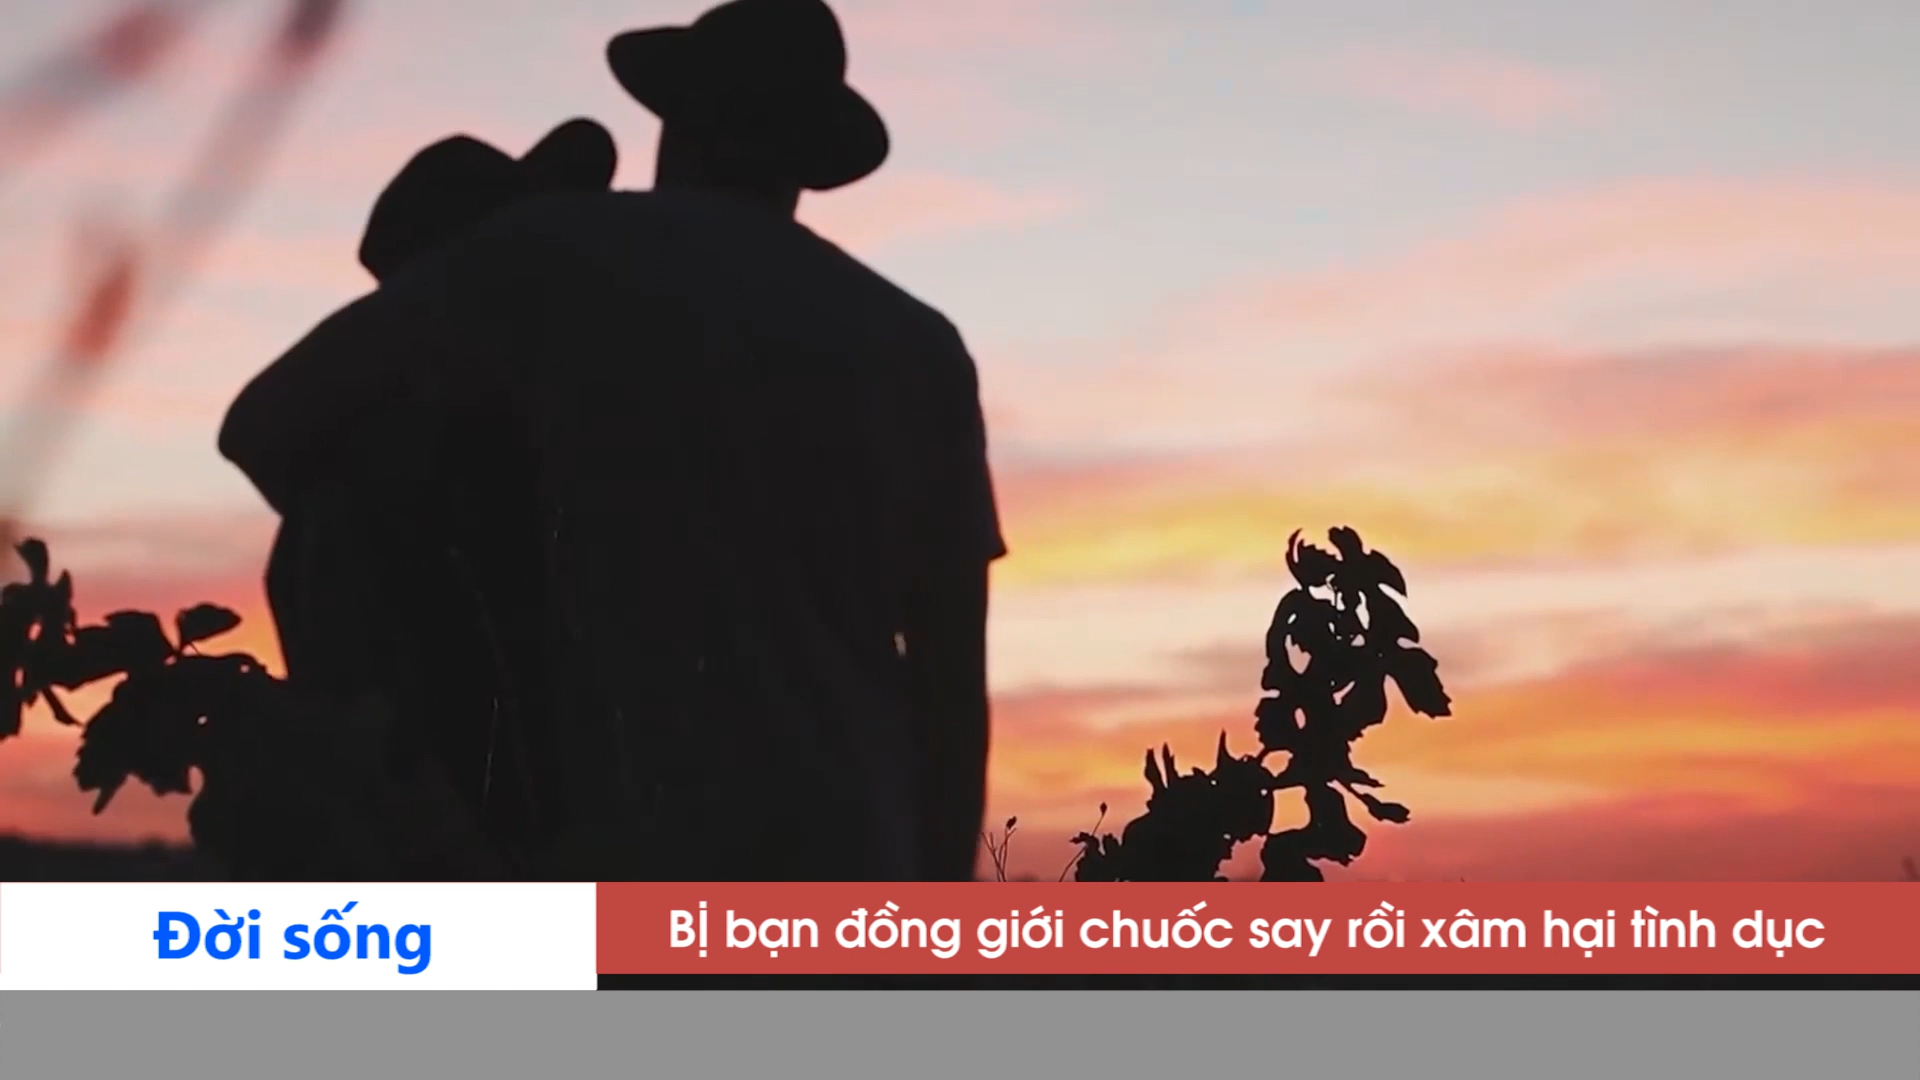 Đời sống
Bị bạn đồng giới chuốc say rồi xâm hại tình dục